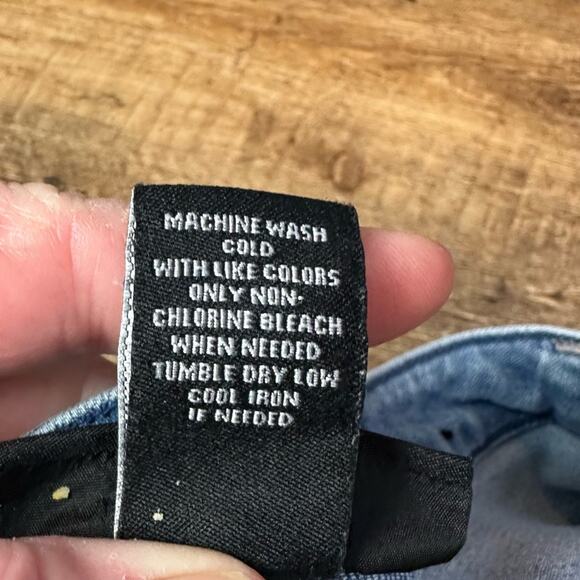 MACHINE WASH
COLD
WITH LIKE COLORS
ONLY NON-
CHLORINE BLEACH
WHEN NEEDED
TUMBLE DRY LOW
COOL IRON
IF NEEDED